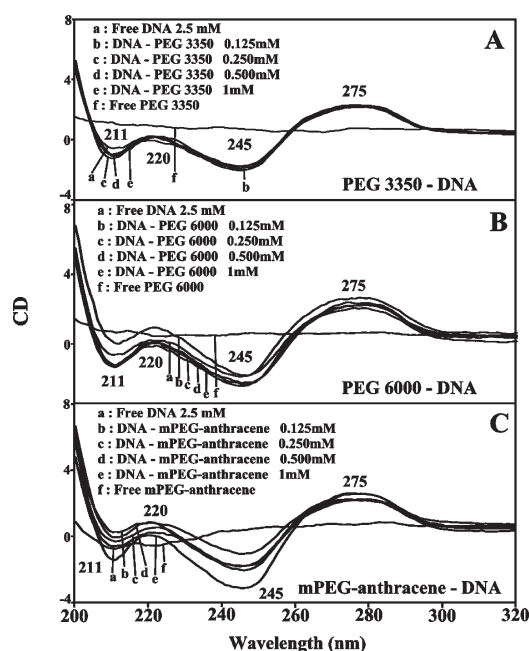 8
a : Free DNA 2.5 mM
b : DNA - PEG 3350 0.125mM
c : DNA - PEG 3350 0.250mM
d : DNA - PEG 3350 0.500mM
e : DNA - PEG 3350 1mM
f : Free PEG 3350
A
4
275
211
245
0
220
a c d e f b
-4
PEG 3350 - DNA
8
a : Free DNA 2.5 mM
b : DNA - PEG 6000 0.125mM
c : DNA - PEG 6000 0.250mM
d : DNA - PEG 6000 0.500mM
e : DNA - PEG 6000 1mM
f : Free PEG 6000
B
4
275
CD
0
245
220
211
a b c d e f
PEG 6000 - DNA
-4
8
a : Free DNA 2.5 mM
b : DNA - mPEG-anthracene 0.125mM
c : DNA - mPEG-anthracene 0.250mM
d : DNA - mPEG-anthracene 0.500mM
e : DNA - mPEG-anthracene 1mM
f : Free mPEG-anthracene
C
4
275
220
0
211
a b c d e f
245
mPEG-anthracene - DNA
-4
200 220 240 260 280 300 320
Wavelength (nm)